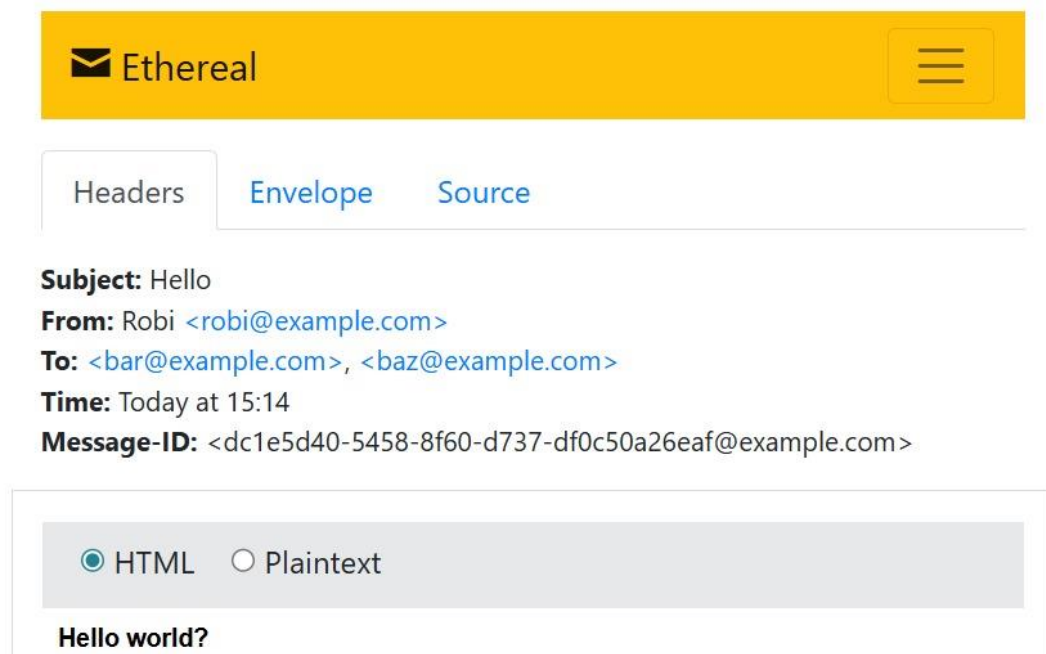 Ethereal
Headers Envelope Source
Subject: Hello
From: Robi <robi@example.com>
To: <bar@example.com>, <baz@example.com>
Time: Today at 15:14
Message-ID: <dc1e5d40-5458-8f60-d737-df0c50a26eaf@example.com>
HTML Plaintext
Hello world?